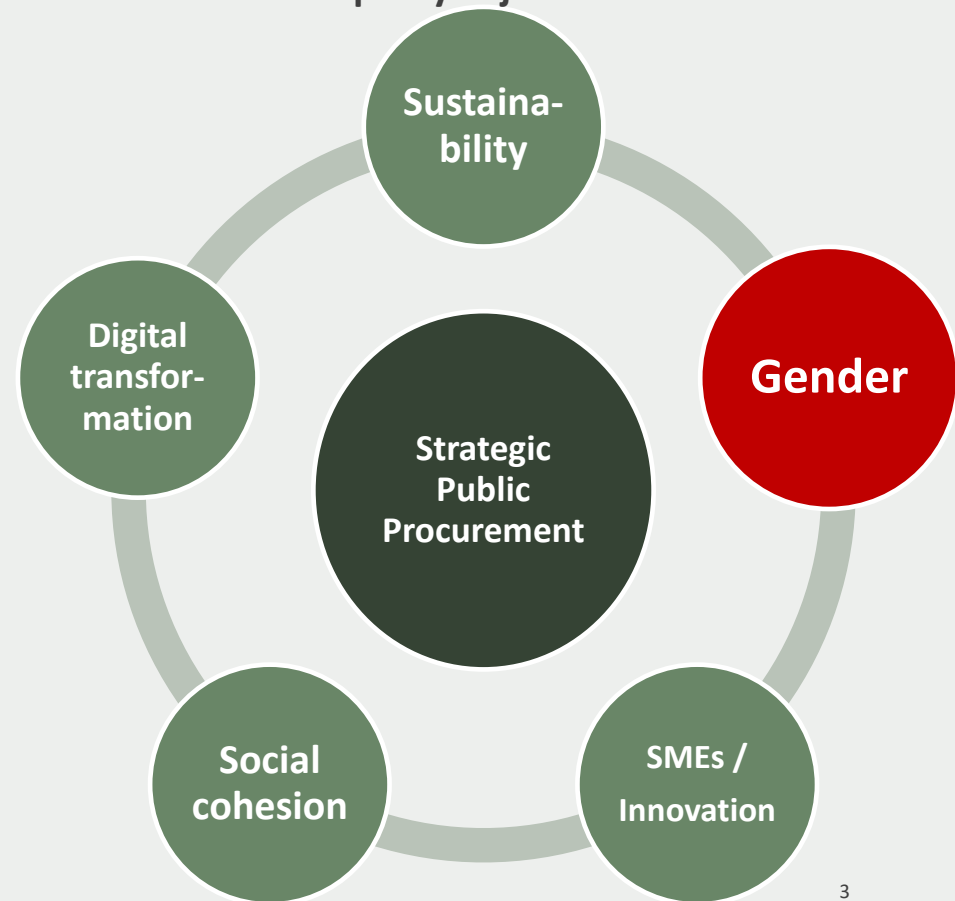 Sustaina-
bility
Gender
Digital
transfor-
mation
Strategic
Public
Procurement
Social
cohesion
SMEs /
Innovation
3